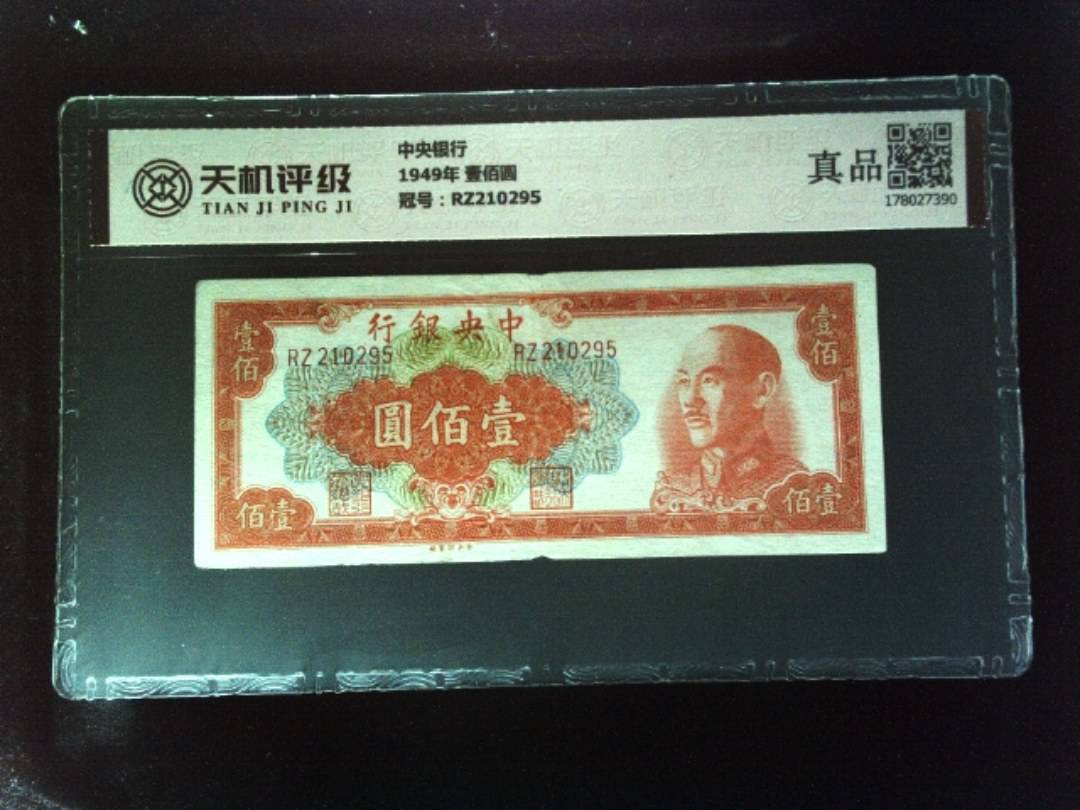 天机评级
TIAN JI PING JI
中央银行
1949年 壹佰圆
冠号：RZ210295
真品
178027390
行銀央中
RZ210295
RZ210295
壹佰
壹佰
圓佰壹
佰壹
佰壹